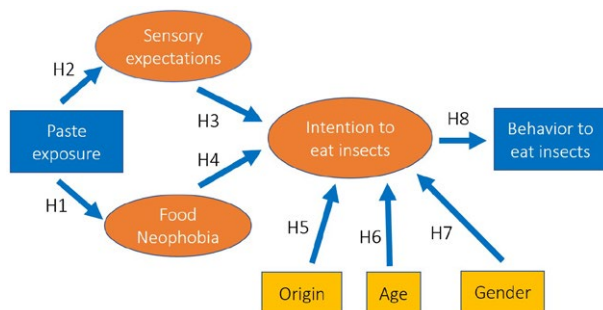 Sensory
expectations
H2
H3
Paste
exposure
Intention to
eat insects
H8
Behavior to
eat insects
H4
H1
Food
Neophobia
H5
H6
H7
Origin
Age
Gender